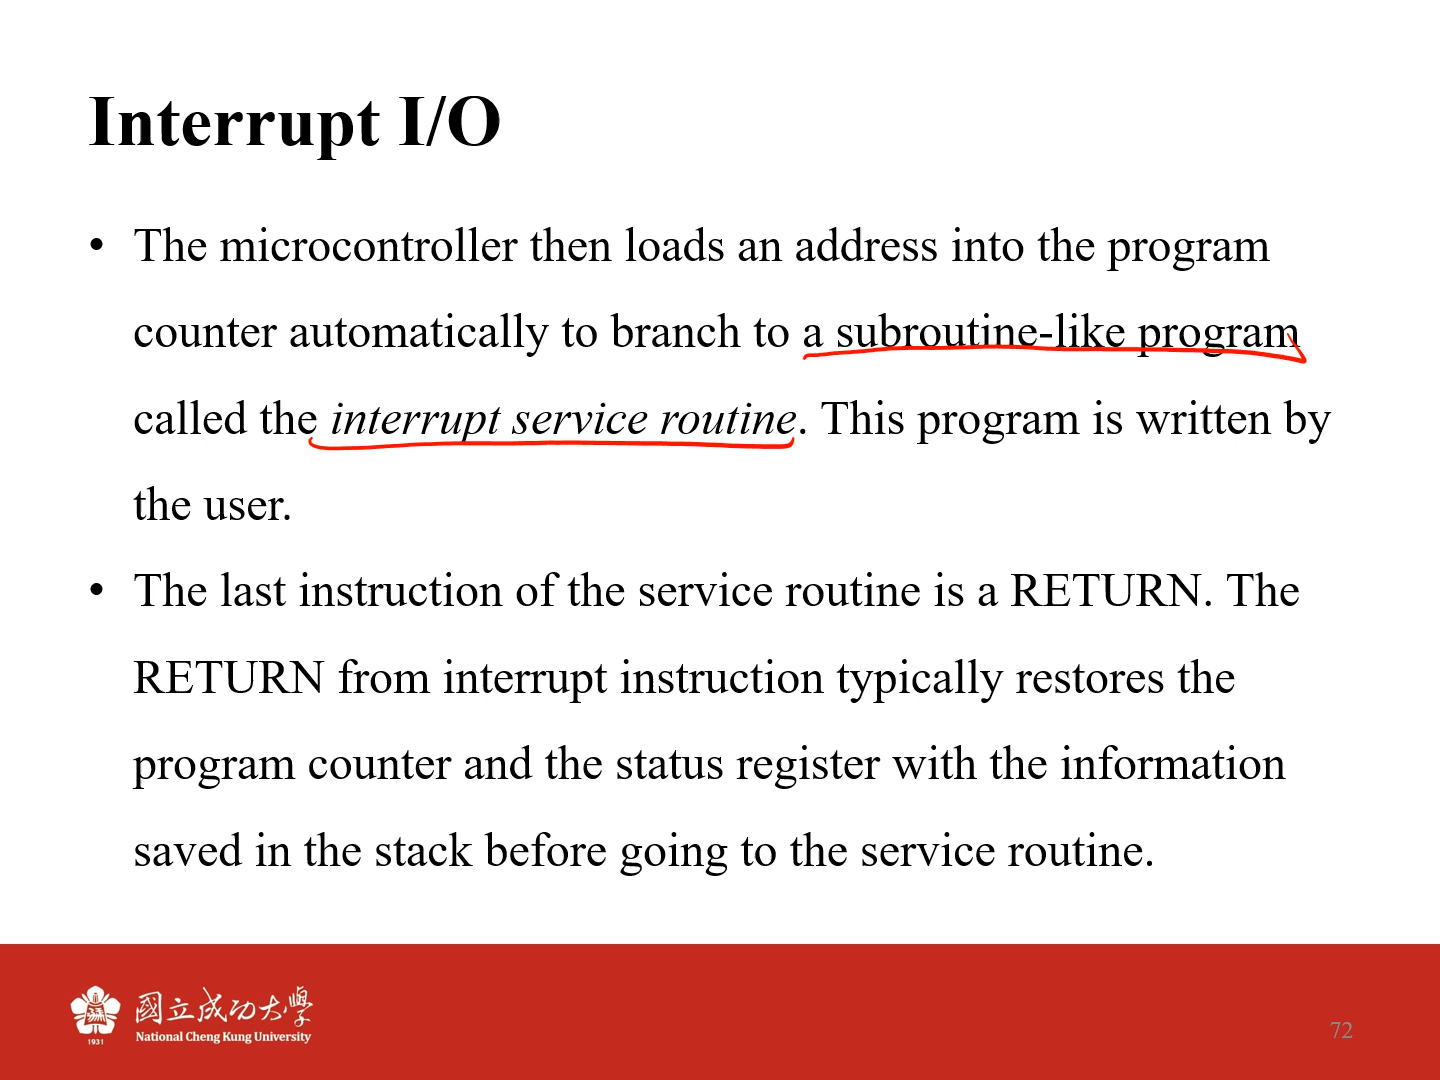 Interrupt I/O
• The microcontroller then loads an address into the program
counter automatically to branch to a subroutine-like program
called the interrupt service routine. This program is written by
the user.
• The last instruction of the service routine is a RETURN. The
RETURN from interrupt instruction typically restores the
program counter and the status register with the information
saved in the stack before going to the service routine.
國立成功大學
National Cheng Kung University
1931
72